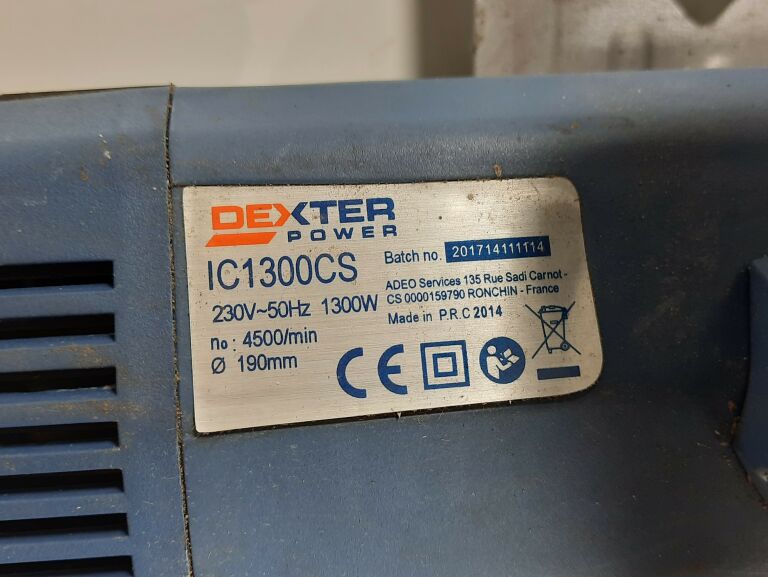 DEXTER
POWER
IC1300CS
230V~50Hz 1300W
no : 4500/min
Ø 190mm
Batch no. 201714111114
ADEO Services 135 Rue Sadi Carnot -
CS 0000159790 RONCHIN - France
Made in P.R.C 2014
CE